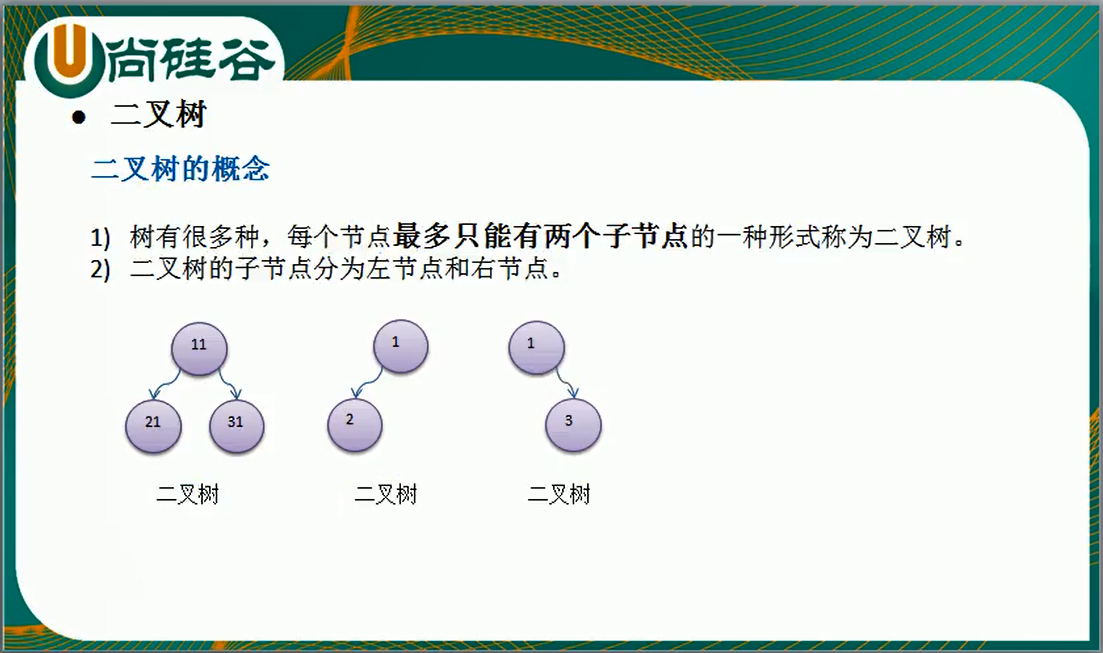 尚硅谷
● 二叉树
二叉树的概念
1) 树有很多种，每个节点最多只能有两个子节点的一种形式称为二叉树。
2) 二叉树的子节点分为左节点和右节点。
11
1
1
21
31
2
3
二叉树
二叉树
二叉树